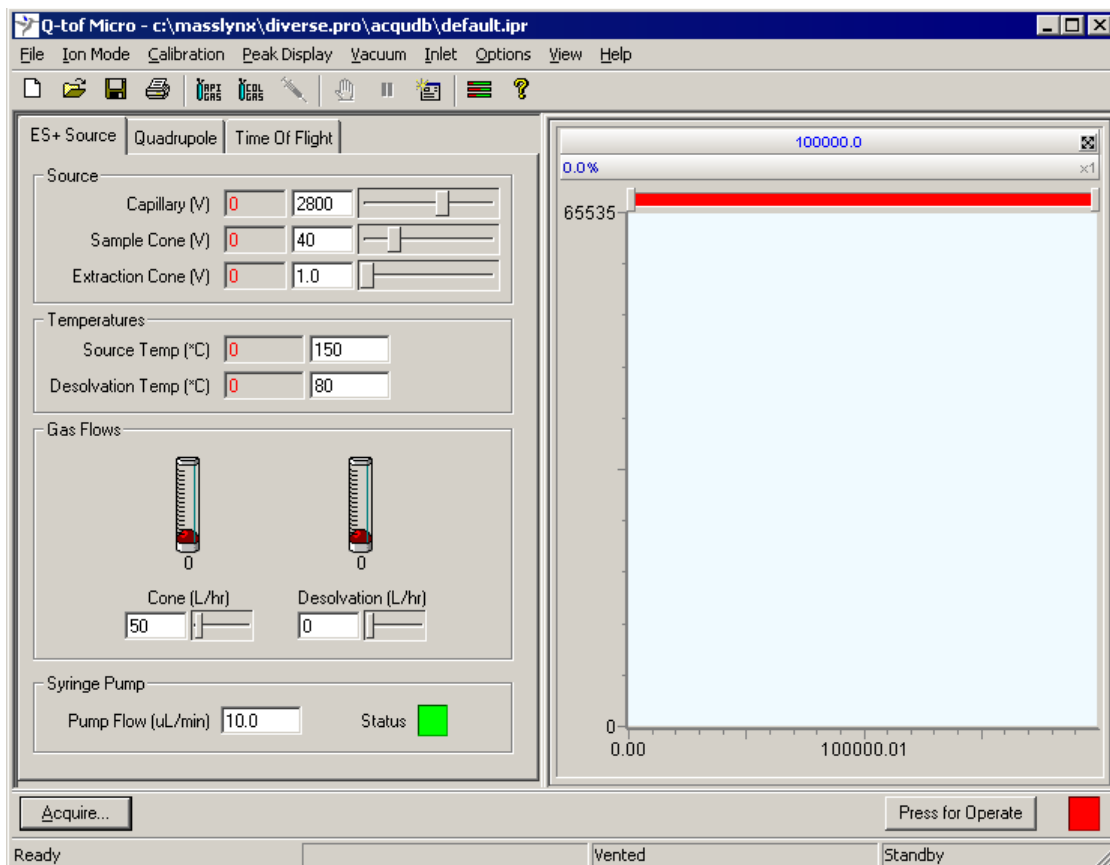 Q-tof Micro - c:\masslynx\diverse.pro\acqudb\default.ipr
File Ion Mode Calibration Peak Display Vacuum Inlet Options View Help
API GAS COL GAS
ES+ Source Quadrupole Time Of Flight
Source
Capillary (V) 0 2800
Sample Cone (V) 0 40
Extraction Cone (V) 0 1.0
Temperatures
Source Temp (*C) 0 150
Desolvation Temp (*C) 0 80
Gas Flows
0 0
Cone (L/hr) Desolvation (L/hr)
50 0
Syringe Pump
Pump Flow (uL/min) 10.0 Status
100000.0
0.0% x1
65535
0
0.00 100000.01
Acquire... Press for Operate
Ready Vented Standby